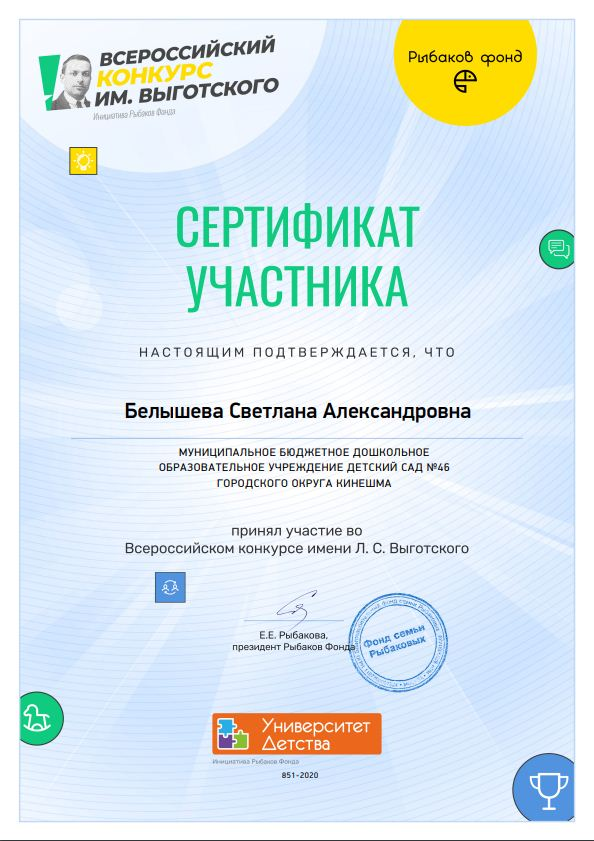 ВСЕРОССИЙСКИЙ
КОНКУРС
ИМ. ВЫГОТСКОГО
Инициатива Рыбаков Фонда
Рыбаков фонд
СЕРТИФИКАТ
УЧАСТНИКА
НАСТОЯЩИМ ПОДТВЕРЖДАЕТСЯ, ЧТО
Белышева Светлана Александровна
МУНИЦИПАЛЬНОЕ БЮДЖЕТНОЕ ДОШКОЛЬНОЕ
ОБРАЗОВАТЕЛЬНОЕ УЧРЕЖДЕНИЕ ДЕТСКИЙ САД №46
ГОРОДСКОГО ОКРУГА КИНЕШМА
принял участие во
Всероссийском конкурсе имени Л. С. Выготского
Е.Е. Рыбакова,
президент Рыбаков Фонда
Фонд семьи
Рыбаковых
Университет
Детства
Инициатива Рыбаков Фонда
851-2020